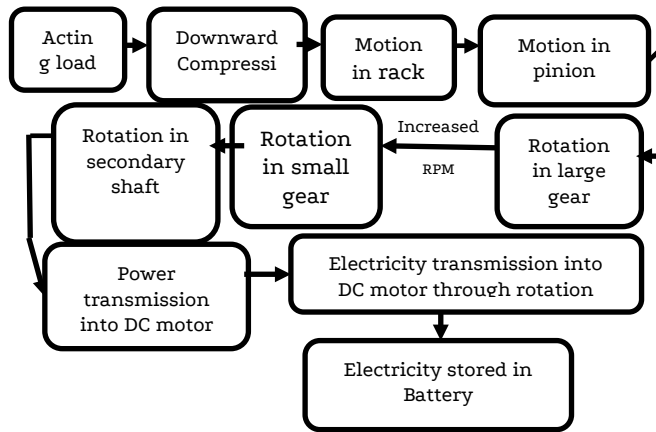 Actin
g load
Downward
Compressi
Motion
in rack
Motion in
pinion
Rotation in
secondary
shaft
Rotation
in small
gear
Increased
RPM
Rotation
in large
gear
Power
transmission
into DC motor
Electricity transmission into
DC motor through rotation
Electricity stored in
Battery